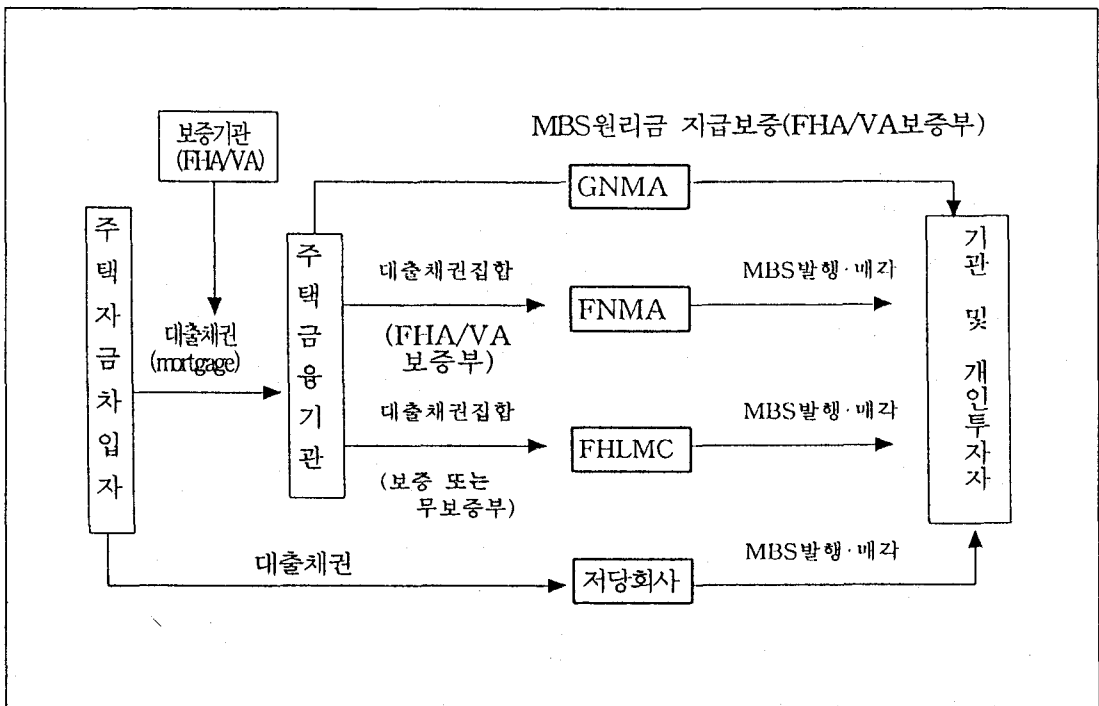 보증기관
(FHA/VA)
MBS원리금 지급보증(FHA/VA보증부)
GNMA
주택자금차입자
대출채권
(mortgage)
주택금융기관
대출채권집합
(FHA/VA
보증부)
FNMA
MBS발행·매각
대출채권집합
(보증 또는
무보증부)
FHLMC
MBS발행·매각
기관 및 개인투자자
대출채권
저당회사
MBS발행·매각